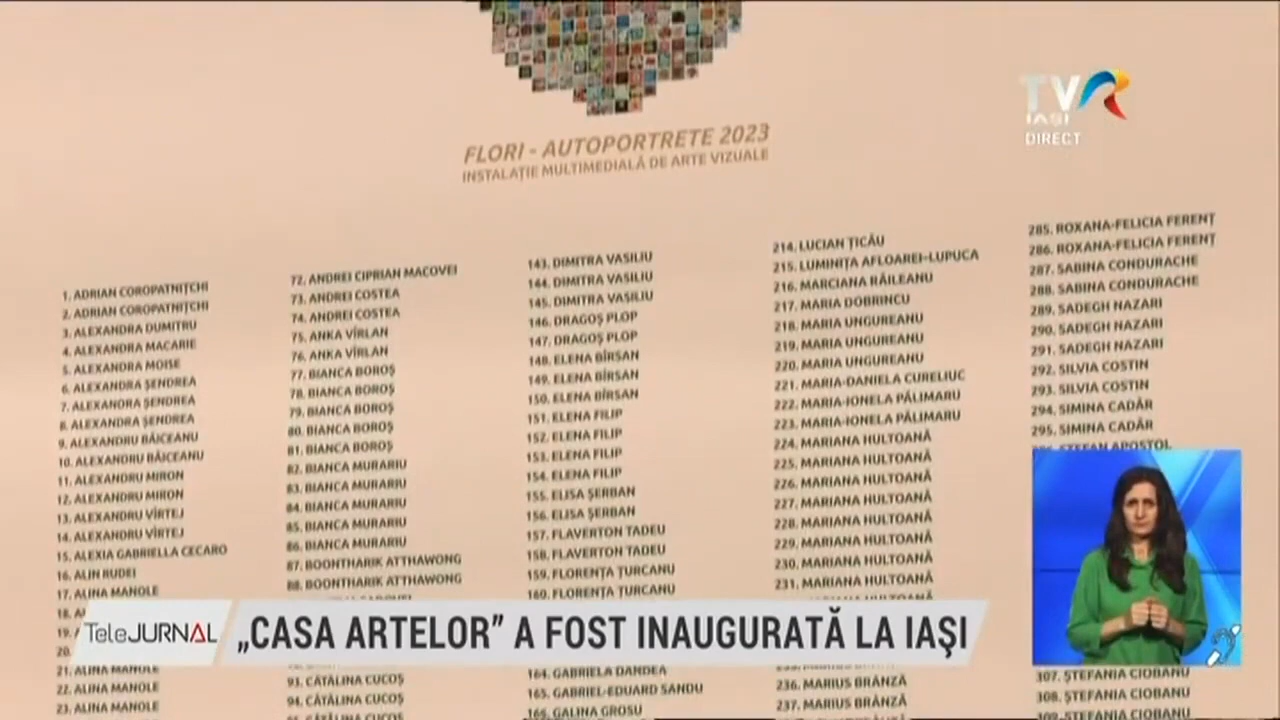 TVR
IAȘI
DIRECT
FLORI - AUTOPORTRETE 2023
INSTALAȚIE MULTIMEDIALĂ DE ARTE VIZUALE
1. ADRIAN COROPATNIȚCHI
2. ADRIAN COROPATNIȚCHI
3. ALEXANDRA DUMITRU
4. ALEXANDRA MACARIE
5. ALEXANDRA MOISE
6. ALEXANDRA ȘENDREA
7. ALEXANDRA ȘENDREA
8. ALEXANDRA ȘENDREA
9. ALEXANDRU BĂICEANU
10. ALEXANDRU BĂICEANU
11. ALEXANDRU MIRON
12. ALEXANDRU MIRON
13. ALEXANDRU VÎRTEJ
14. ALEXANDRU VÎRTEJ
15. ALEXIA GABRIELLA CECARO
16. ALIN RUDEI
17. ALINA MANOLE
18.
19.
20.
21. ALINA MANOLE
22. ALINA MANOLE
23. ALINA MANOLE
72. ANDREI CIPRIAN MACOVEI
73. ANDREI COSTEA
74. ANDREI COSTEA
75. ANKA VÎRLAN
76. ANKA VÎRLAN
77. BIANCA BOROȘ
78. BIANCA BOROȘ
79. BIANCA BOROȘ
80. BIANCA BOROȘ
81. BIANCA BOROȘ
82. BIANCA MURARIU
83. BIANCA MURARIU
84. BIANCA MURARIU
85. BIANCA MURARIU
86. BIANCA MURARIU
87. BOONTHARIK ATTHAWONG
88. BOONTHARIK ATTHAWONG
93. CĂTĂLINA CUCOȘ
94. CĂTĂLINA CUCOȘ
95. CĂTĂLINA CUCOȘ
143. DIMITRA VASILIU
144. DIMITRA VASILIU
145. DIMITRA VASILIU
146. DRAGOȘ PLOP
147. DRAGOȘ PLOP
148. ELENA BÎRSAN
149. ELENA BÎRSAN
150. ELENA BÎRSAN
151. ELENA FILIP
152. ELENA FILIP
153. ELENA FILIP
154. ELENA FILIP
155. ELISA ȘERBAN
156. ELISA ȘERBAN
157. FLAVERTON TADEU
158. FLAVERTON TADEU
159. FLORENȚA ȚURCANU
160. FLORENȚA ȚURCANU
164. GABRIELA DANDEA
165. GABRIEL-EDUARD SANDU
166. GALINA GROSU
214. LUCIAN ȚICĂU
215. LUMINIȚA AFLOAREI-LUPUCA
216. MARCIANA RĂILEANU
217. MARIA DOBRINCU
218. MARIA UNGUREANU
219. MARIA UNGUREANU
220. MARIA UNGUREANU
221. MARIA-DANIELA CURELIUC
222. MARIA-IONELA PĂLIMARU
223. MARIA-IONELA PĂLIMARU
224. MARIANA HULTOANĂ
225. MARIANA HULTOANĂ
226. MARIANA HULTOANĂ
227. MARIANA HULTOANĂ
228. MARIANA HULTOANĂ
229. MARIANA HULTOANĂ
230. MARIANA HULTOANĂ
231. MARIANA HULTOANĂ
236. MARIUS BRÂNZĂ
237. MARIUS BRÂNZĂ
285. ROXANA-FELICIA FERENȚ
286. ROXANA-FELICIA FERENȚ
287. SABINA CONDURACHE
288. SABINA CONDURACHE
289. SADEGH NAZARI
290. SADEGH NAZARI
291. SADEGH NAZARI
292. SILVIA COSTIN
293. SILVIA COSTIN
294. SIMINA CADĂR
295. SIMINA CADĂR
296. ȘTEFAN APOSTOL
307. ȘTEFANIA CIOBANU
308. ȘTEFANIA CIOBANU
309. ȘTEFANIA CIOBANU
TeleJURNAL
„CASA ARTELOR” A FOST INAUGURATĂ LA IAŞI